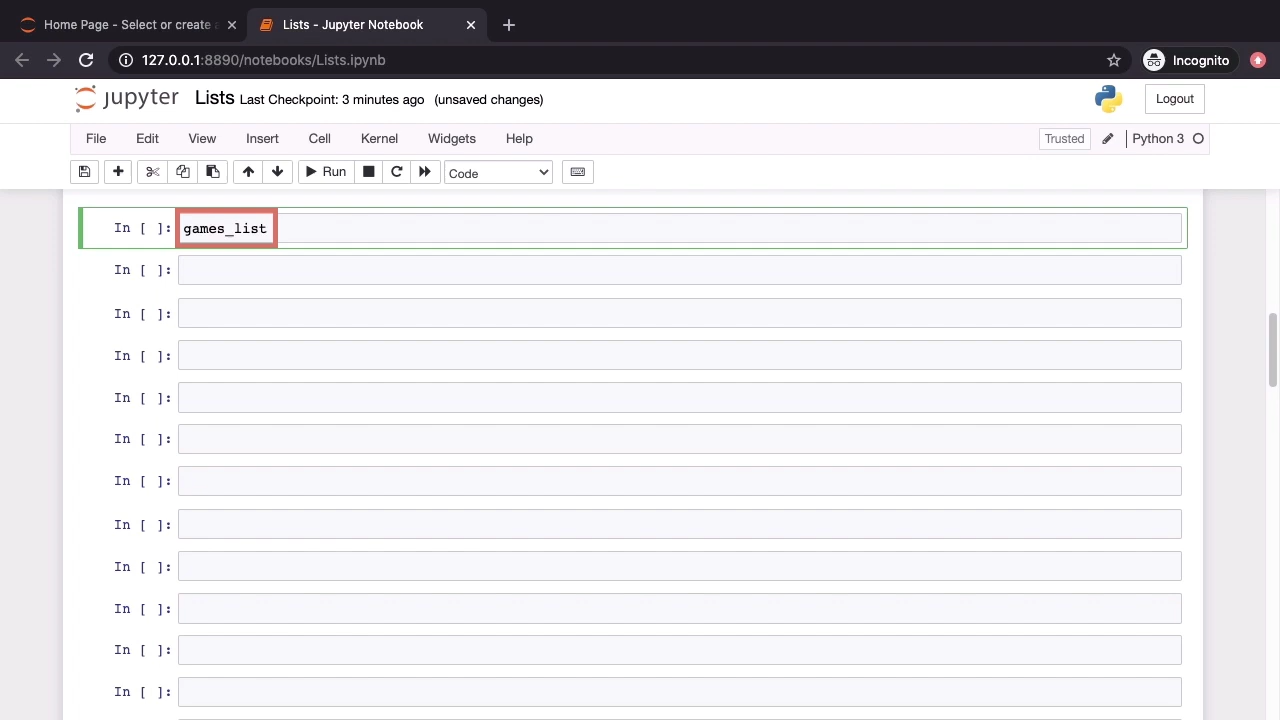 Home Page - Select or create a
Lists - Jupyter Notebook
127.0.0.1:8890/notebooks/Lists.ipynb
Incognito
jupyter Lists Last Checkpoint: 3 minutes ago (unsaved changes)
Logout
File Edit View Insert Cell Kernel Widgets Help
Trusted
Python 3
Run
Code
In [ ]: games_list
In [ ]:
In [ ]:
In [ ]:
In [ ]:
In [ ]:
In [ ]:
In [ ]:
In [ ]:
In [ ]:
In [ ]:
In [ ]: